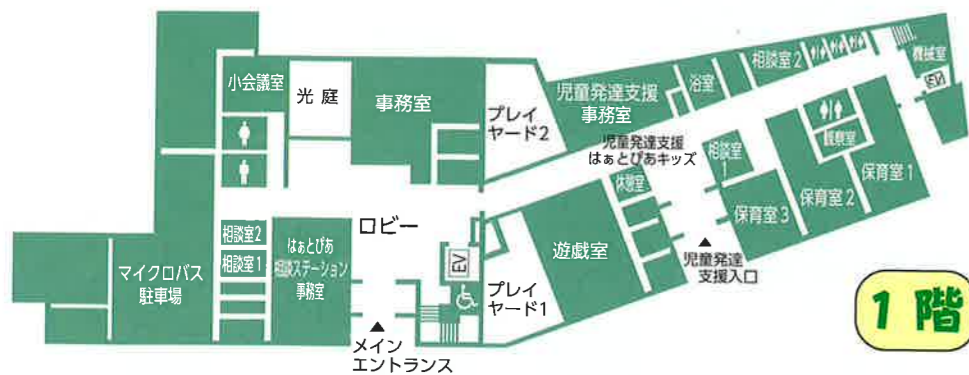 小会議室
光庭
事務室
プレイ
ヤード2
児童発達支援
事務室
浴室
相談室2
機械室
EV
児童発達支援
はぁとぴあキッズ
休憩室
相談室
1
観察室
保育室1
保育室2
保育室3
相談室2
相談室1
はぁとぴあ
相談ステーション
事務室
ロビー
EV
遊戯室
プレイ
ヤード1
マイクロバス
駐車場
児童発達
支援入口
メイン
エントランス
1階